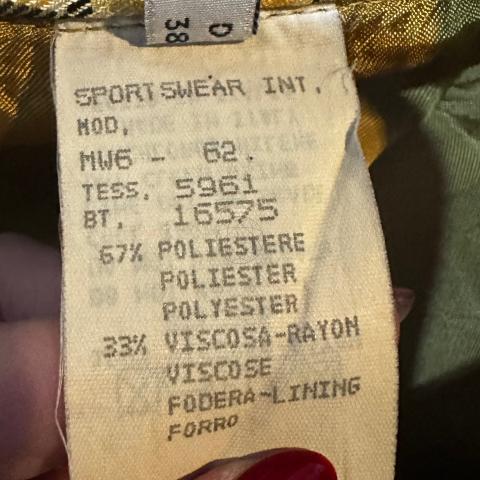 D
38
SPORTSWEAR INT.
MOD.
MW6 - 62.
TESS. 5961
BT. 16575
67% POLIESTERE
POLIESTER
POLYESTER
33% VISCOSA-RAYON
VISCOSE
FODERA-LINING
FORRO